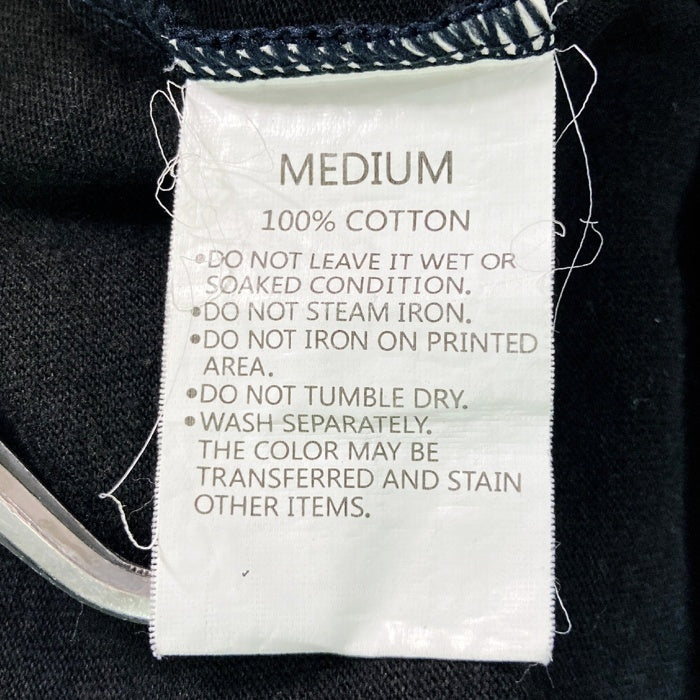 MEDIUM
100% COTTON
•DO NOT LEAVE IT WET OR
SOAKED CONDITION.
•DO NOT STEAM IRON.
•DO NOT IRON ON PRINTED
AREA.
•DO NOT TUMBLE DRY.
•WASH SEPARATELY.
THE COLOR MAY BE
TRANSFERRED AND STAIN
OTHER ITEMS.